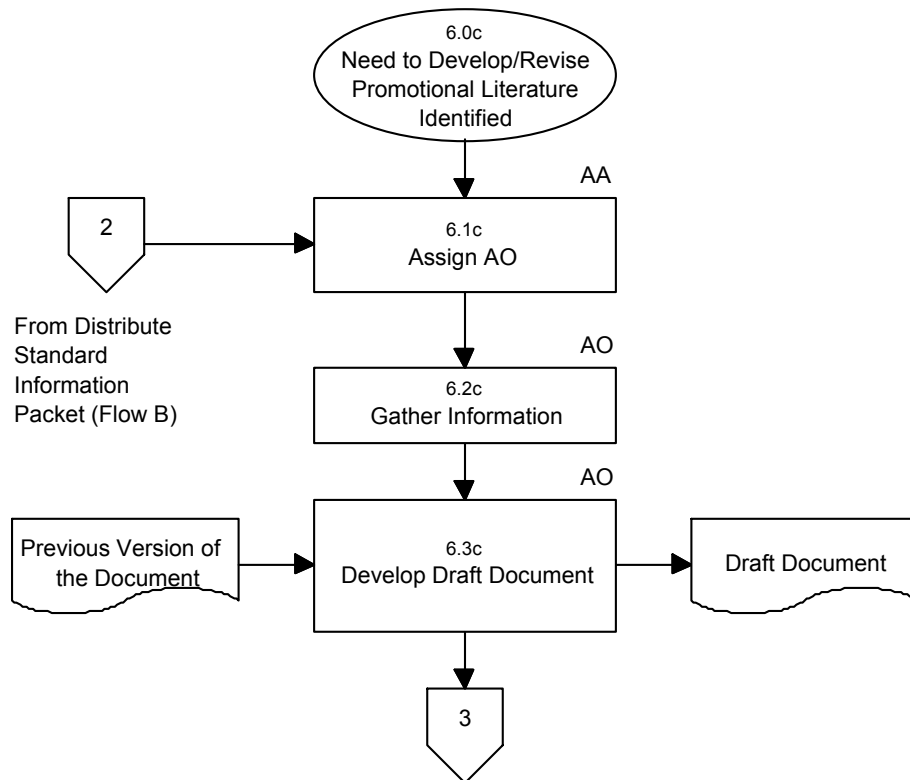 6.0c
Need to Develop/Revise
Promotional Literature
Identified
AA
2
6.1c
Assign AO
From Distribute
Standard
Information
Packet (Flow B)
AO
6.2c
Gather Information
AO
Previous Version of
the Document
6.3c
Develop Draft Document
Draft Document
3